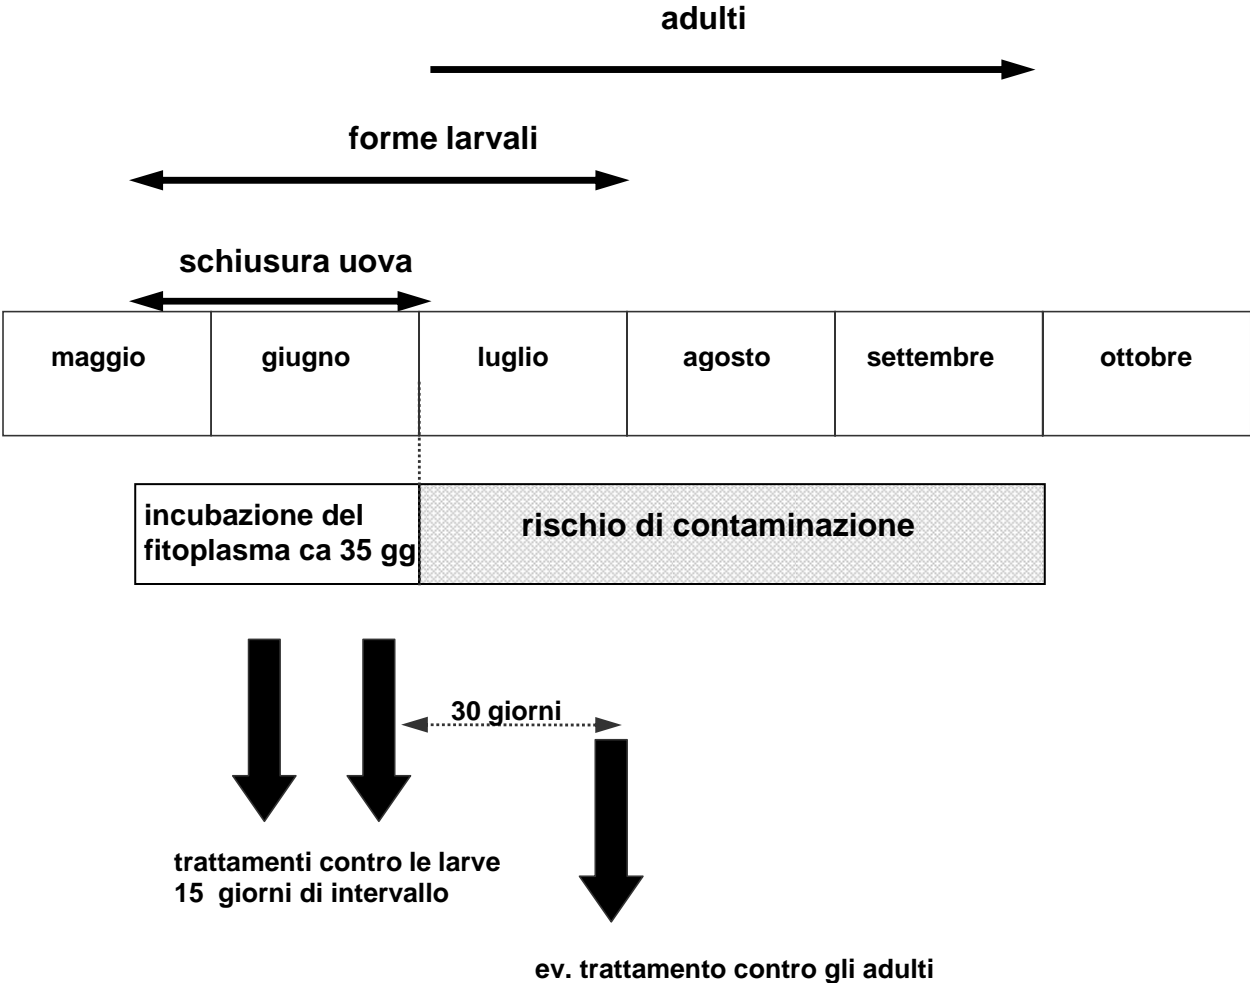 adulti
forme larvali
schiusura uova
maggio giugno luglio agosto settembre ottobre
incubazione del
fitoplasma ca 35 gg
rischio di contaminazione
30 giorni
trattamenti contro le larve
15 giorni di intervallo
ev. trattamento contro gli adulti